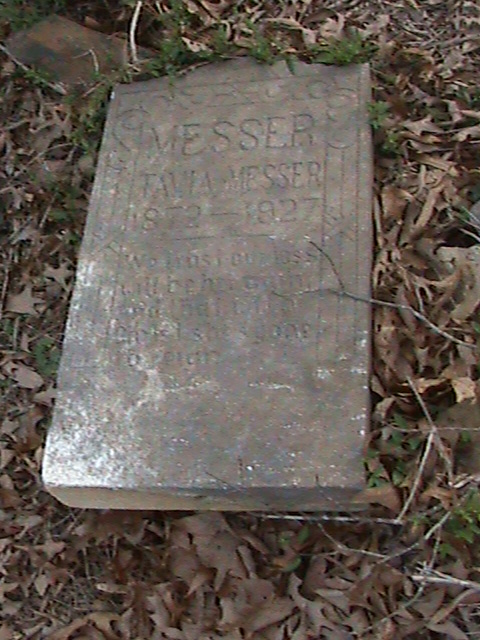 MESSER
TAVIA MESSER
1872 — 1927
We trust our loss
will be her gain,
and that with
Christ she's gone
to reign.